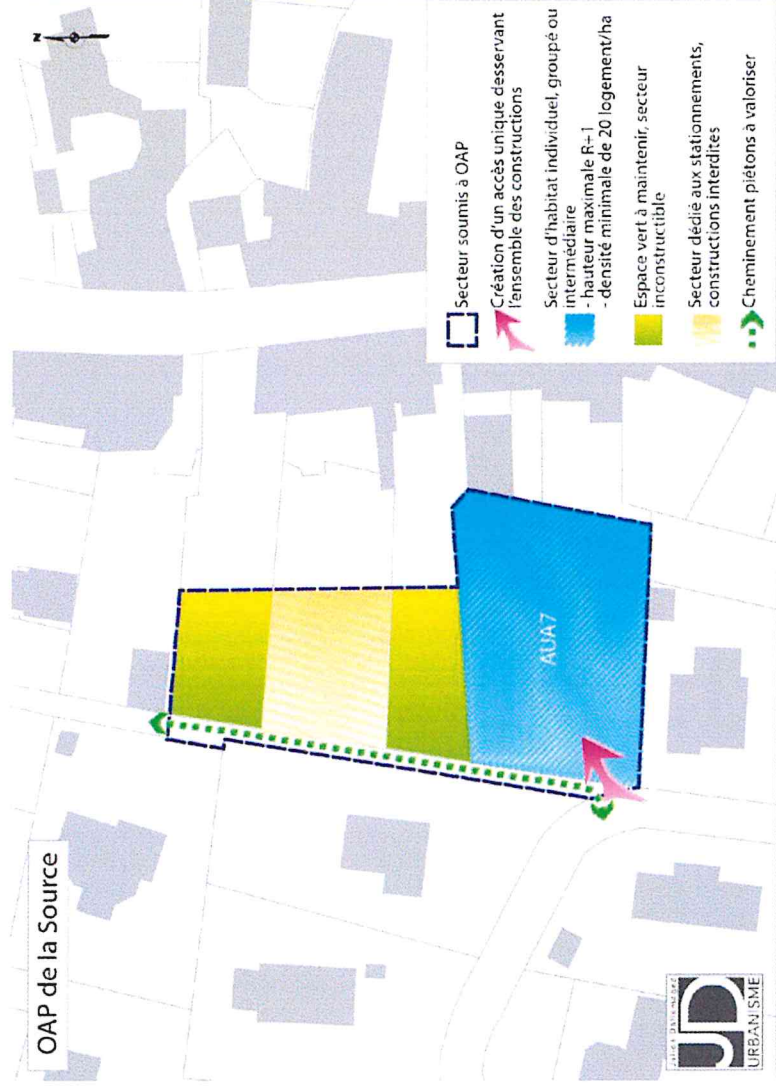 OAP de la Source
N
AUA7
Secteur soumis à OAP
Création d'un accès unique desservant
l'ensemble des constructions
Secteur d'habitat individuel, groupé ou
intermédiaire
- hauteur maximale R+1
- densité minimale de 20 logement/ha
Espace vert à maintenir, secteur
inconstructible
Secteur dédié aux stationnements,
constructions interdites
Cheminement piétons à valoriser
JD
URBANISME